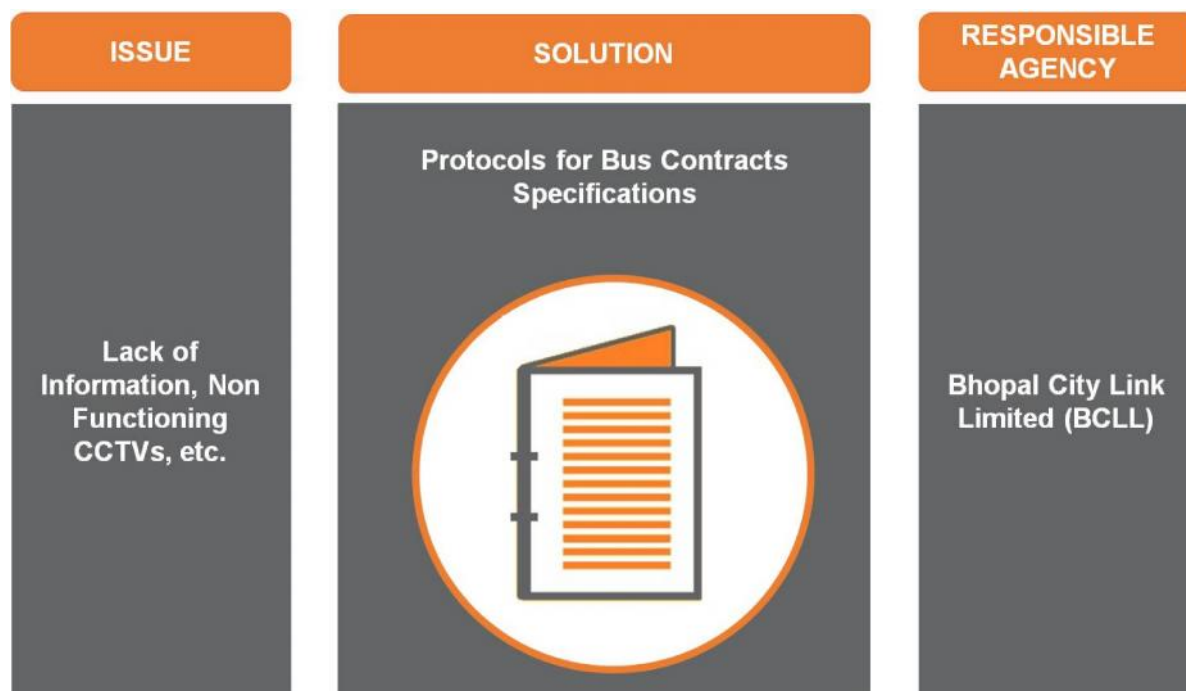 ISSUE
Lack of
Information, Non
Functioning
CCTVs, etc.
SOLUTION
Protocols for Bus Contracts
Specifications
RESPONSIBLE
AGENCY
Bhopal City Link
Limited (BCLL)